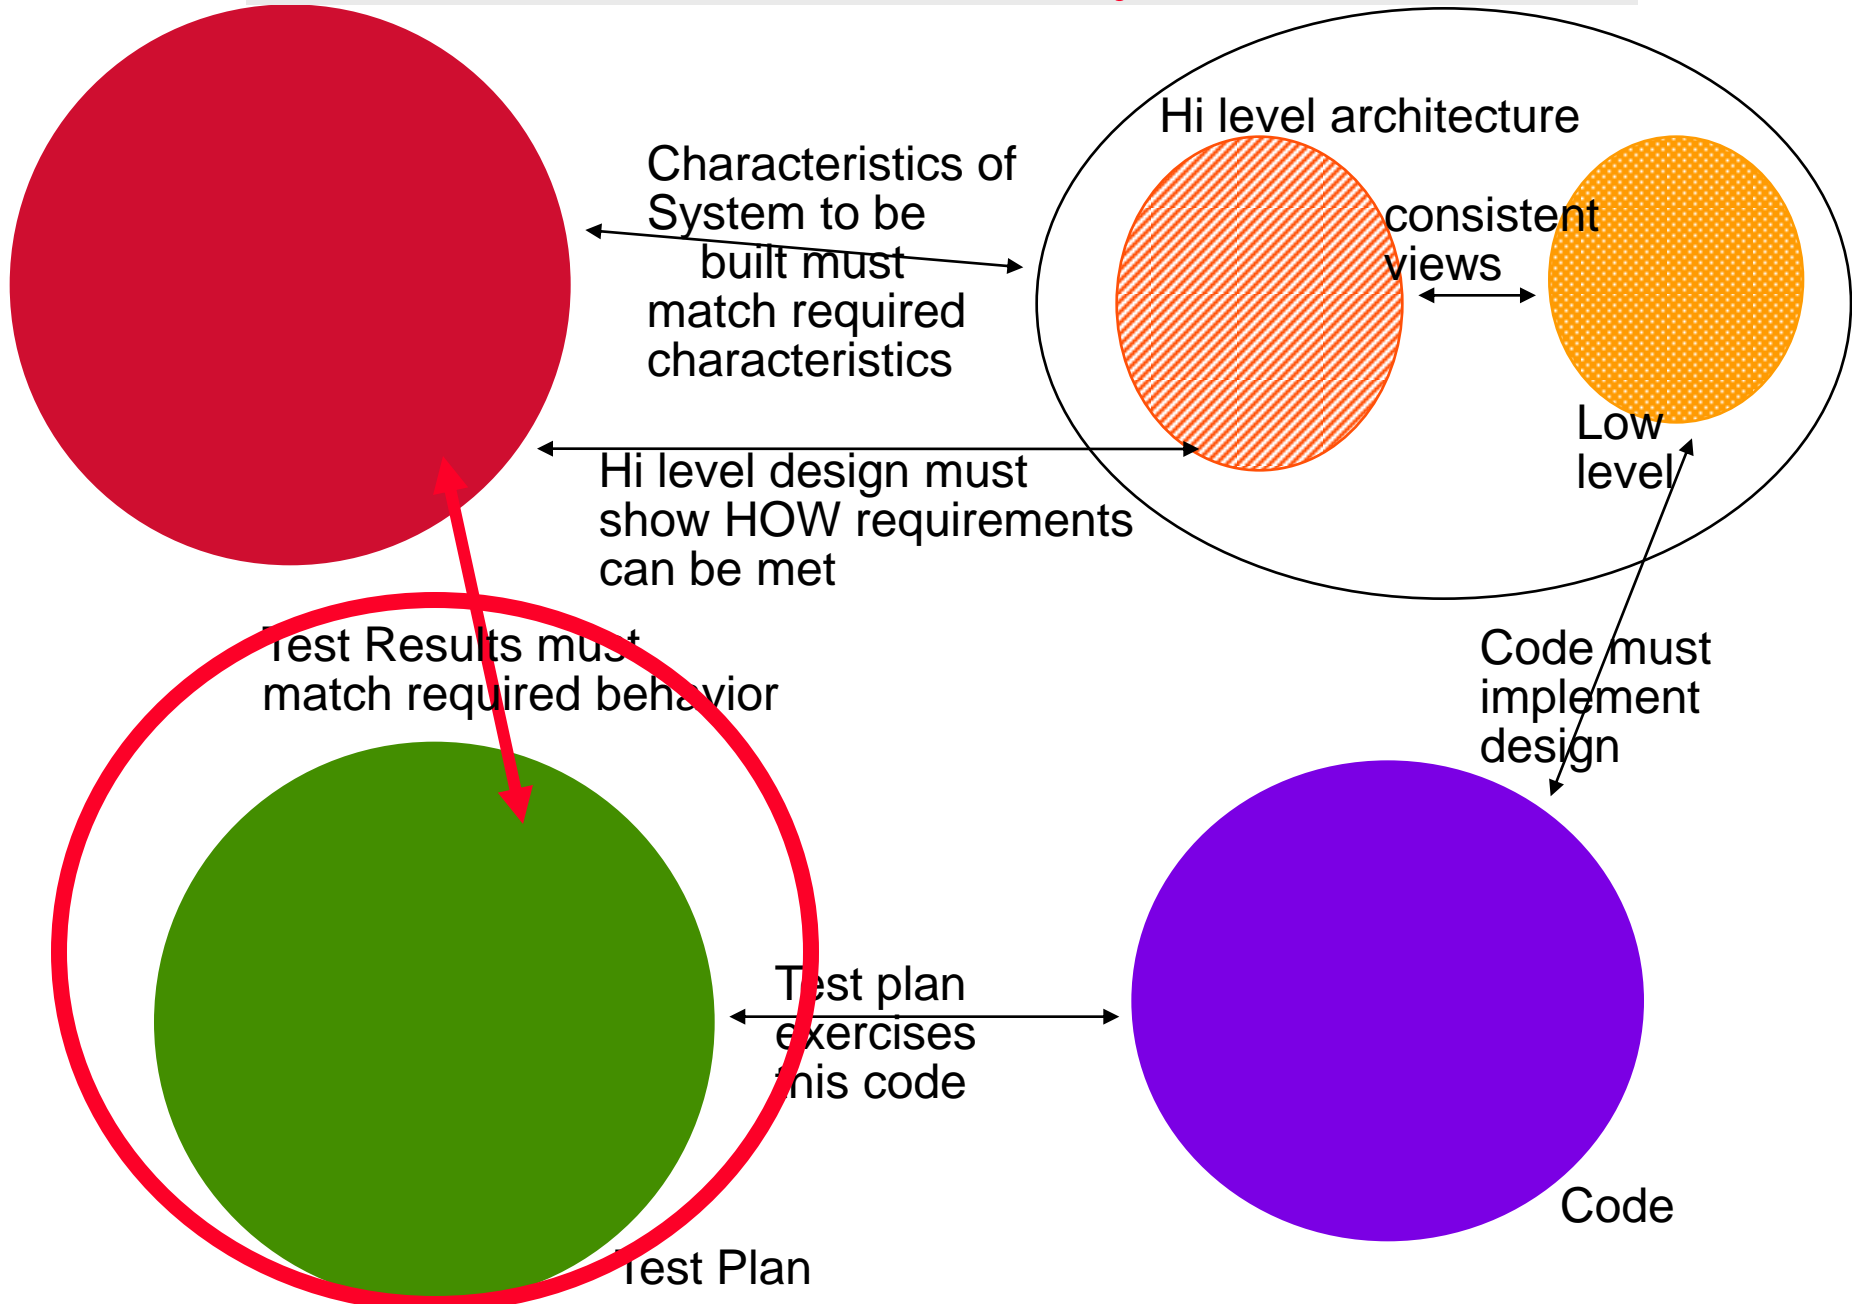 Hi level architecture
Characteristics of
System to be
built must
match required
characteristics
consistent
views
Low
level
Hi level design must
show HOW requirements
can be met
Test Results must
match required behavior
Code must
implement
design
Test plan
exercises
this code
Code
Test Plan